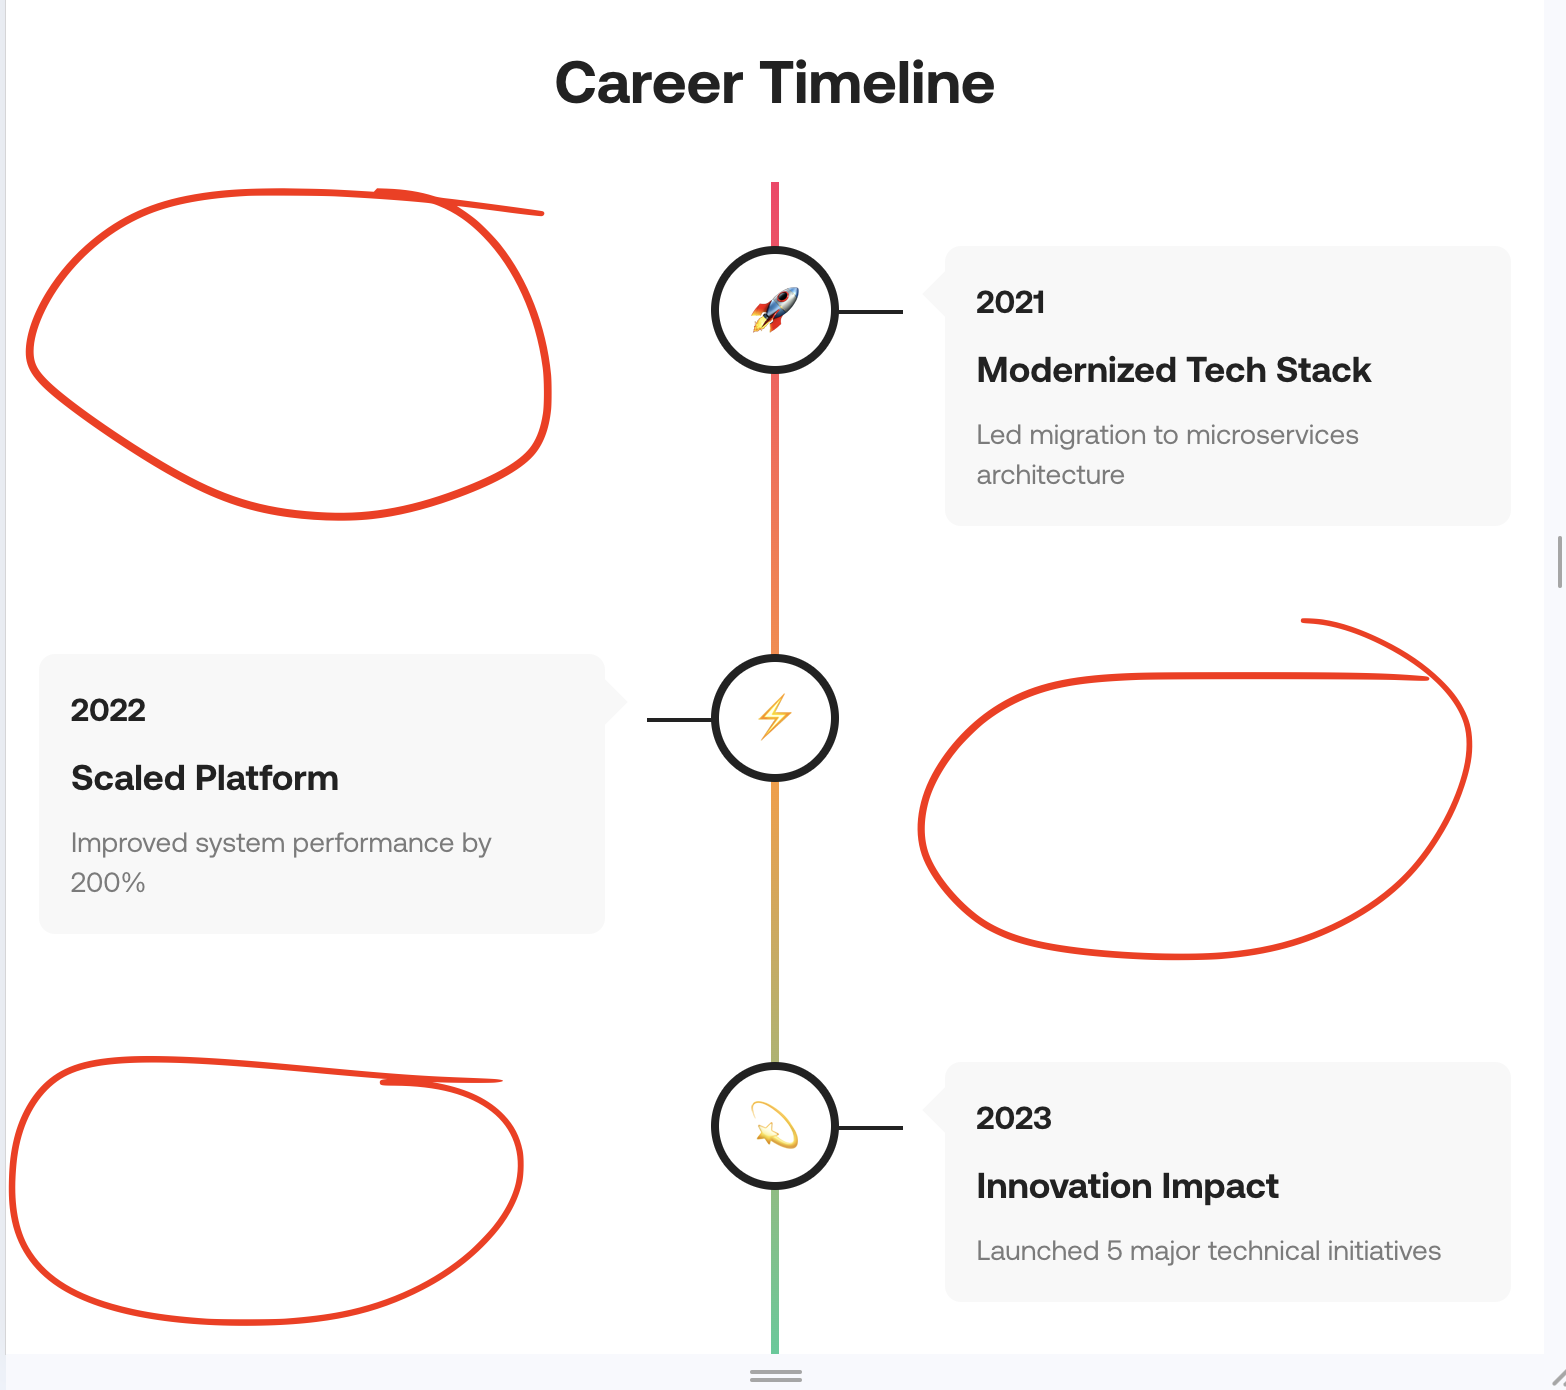 Career Timeline
2021
Modernized Tech Stack
Led migration to microservices
architecture
2022
Scaled Platform
Improved system performance by
200%
2023
Innovation Impact
Launched 5 major technical initiatives